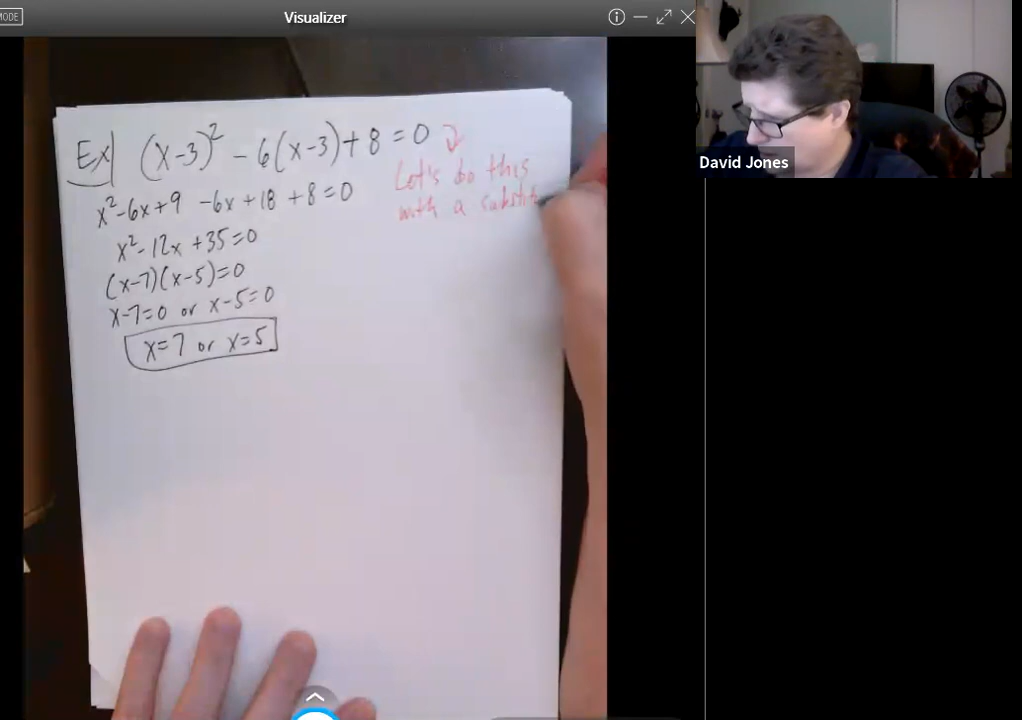 MODE
Visualizer
David Jones
Ex) (x-3)² - 6(x-3) + 8 = 0
x² - 6x + 9 - 6x + 18 + 8 = 0
x² - 12x + 35 = 0
(x-7)(x-5) = 0
x-7=0 or x-5=0
x=7 or x=5
Let's do this
with a substit